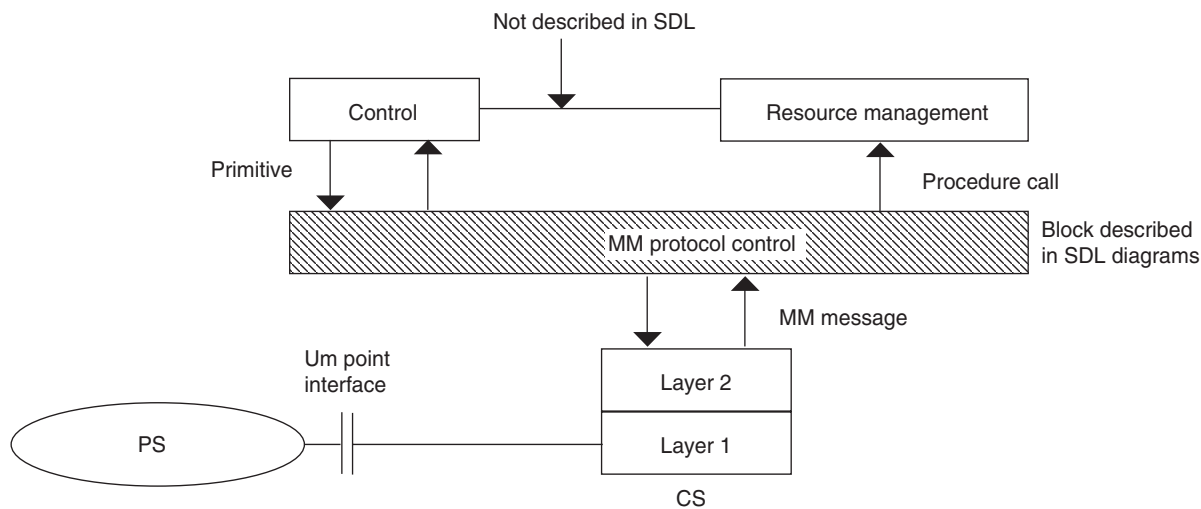 Not described in SDL
Control
Resource management
Primitive
Procedure call
MM protocol control
Block described
in SDL diagrams
MM message
Um point
interface
Layer 2
PS
Layer 1
CS